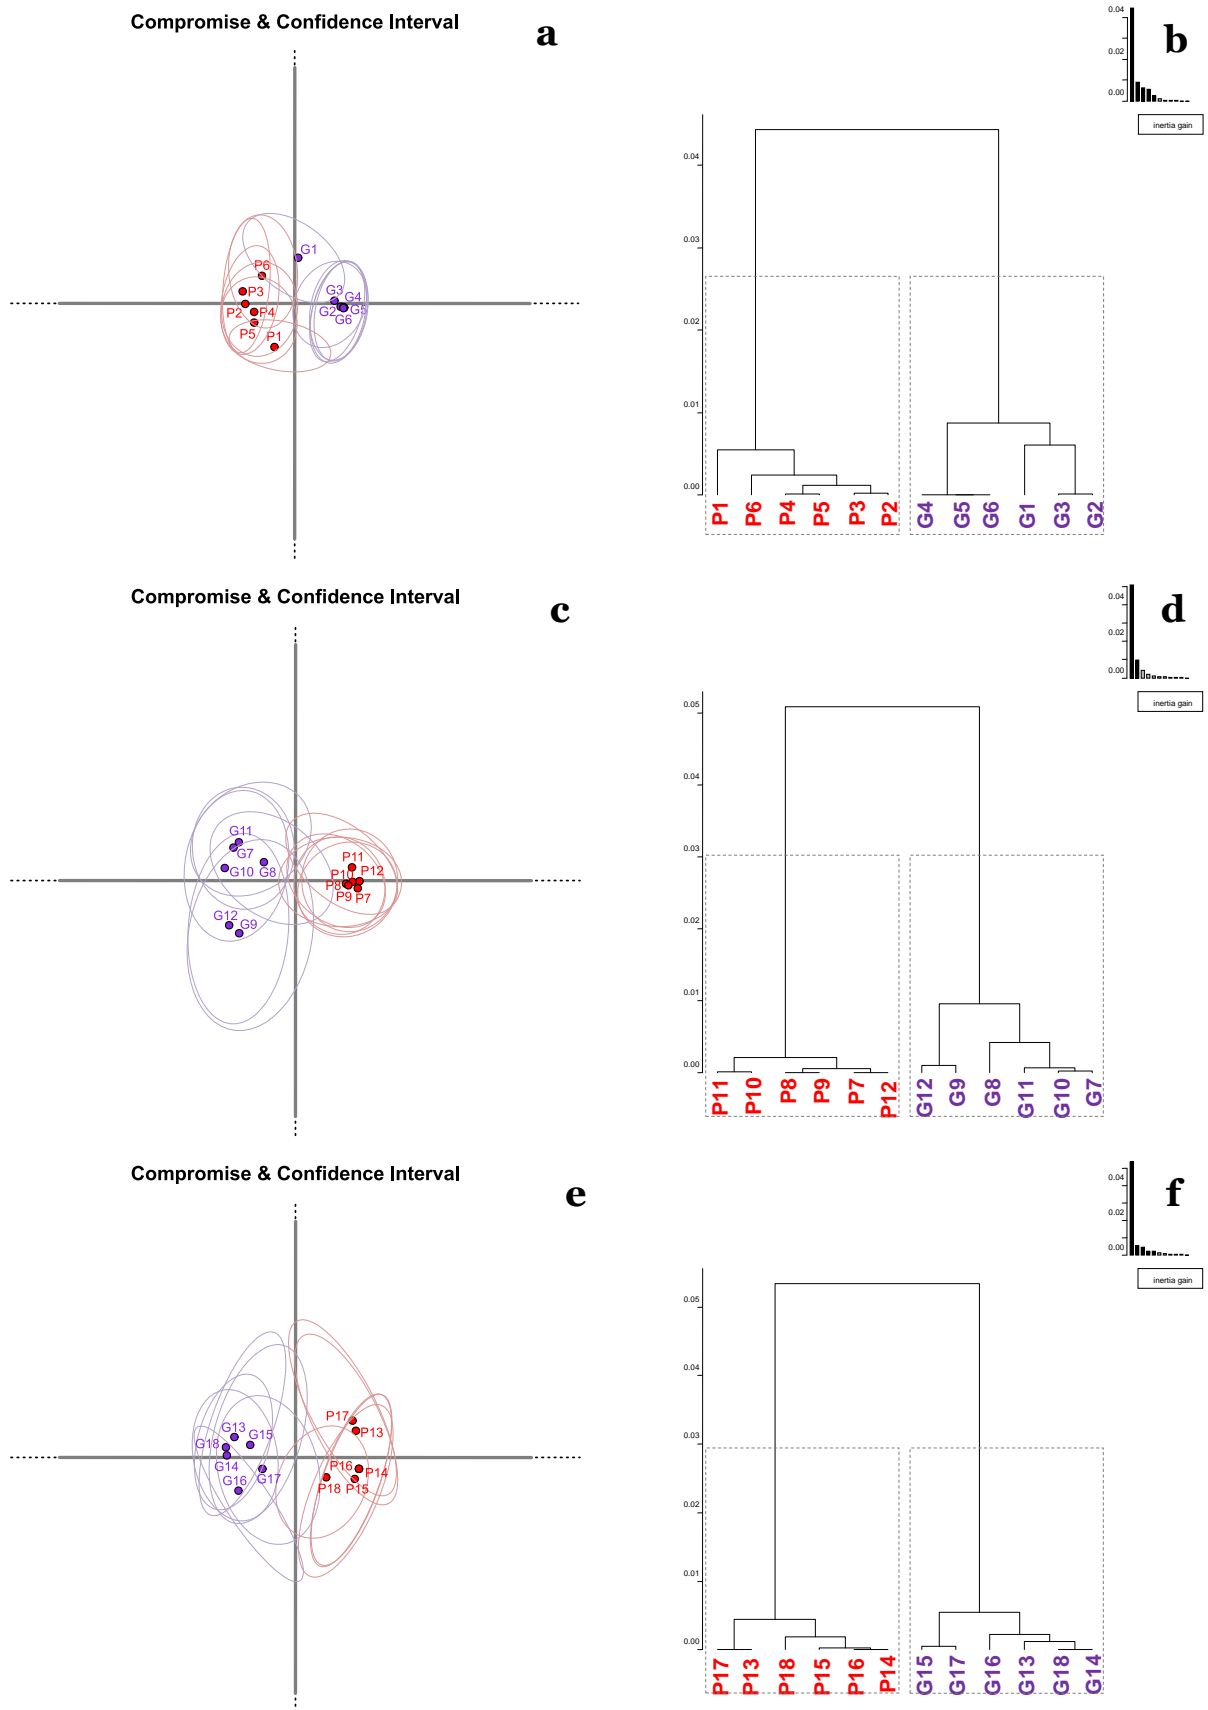 Compromise & Confidence Interval
a
G1
P6
P3
G3
G4
P2
P4
G2
G5
G6
P5
P1
b
0.04
0.02
0.00
inertia gain
0.04
0.03
0.02
0.01
0.00
P1
P6
P4
P5
P3
P2
G4
G5
G6
G1
G3
G2
Compromise & Confidence Interval
c
G11
G7
G10
G8
P11
P10
P12
P8
P9
P7
G12
G9
d
0.04
0.02
0.00
inertia gain
0.05
0.04
0.03
0.02
0.01
0.00
P11
P10
P8
P9
P7
P12
G12
G9
G8
G11
G10
G7
Compromise & Confidence Interval
e
P17
G13
G15
P13
G18
G14
P16
P14
G16
G17
P18
P15
f
0.04
0.02
0.00
inertia gain
0.05
0.04
0.03
0.02
0.01
0.00
P17
P13
P18
P15
P16
P14
G15
G17
G16
G13
G18
G14